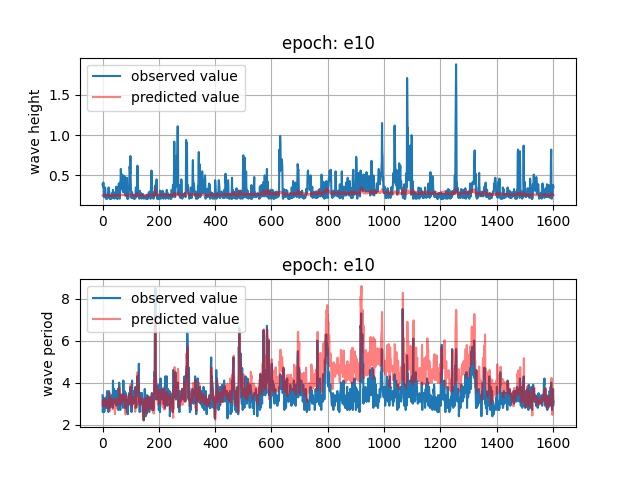 epoch: e10
wave height
1.5
1.0
0.5
observed value
predicted value
0 200 400 600 800 1000 1200 1400 1600
epoch: e10
wave period
8
6
4
2
observed value
predicted value
0 200 400 600 800 1000 1200 1400 1600